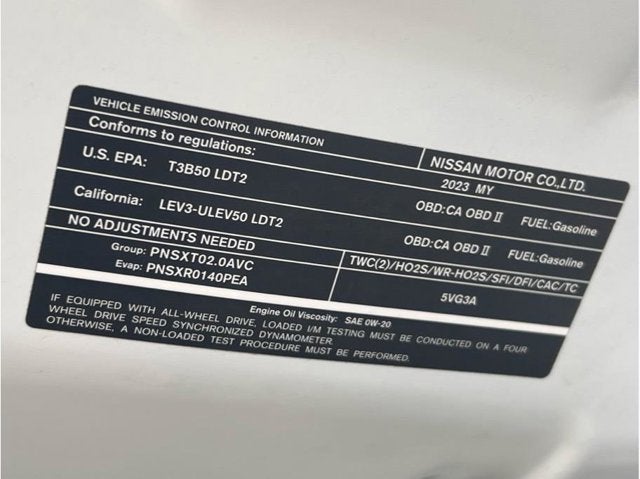 VEHICLE EMISSION CONTROL INFORMATION
Conforms to regulations:
NISSAN MOTOR CO.,LTD.
2023 MY
U.S. EPA: T3B50 LDT2 OBD:CA OBD II FUEL:Gasoline
California: LEV3-ULEV50 LDT2 OBD:CA OBD II FUEL:Gasoline
NO ADJUSTMENTS NEEDED
Group: PNSXT02.0AVC TWC(2)/HO2S/WR-HO2S/SFI/DFI/CAC/TC
Evap: PNSXR0140PEA 5VG3A
Engine Oil Viscosity: SAE 0W-20
IF EQUIPPED WITH ALL-WHEEL DRIVE, LOADED I/M TESTING MUST BE CONDUCTED ON A FOUR
WHEEL DRIVE SPEED SYNCHRONIZED DYNAMOMETER.
OTHERWISE, A NON-LOADED TEST PROCEDURE MUST BE PERFORMED.